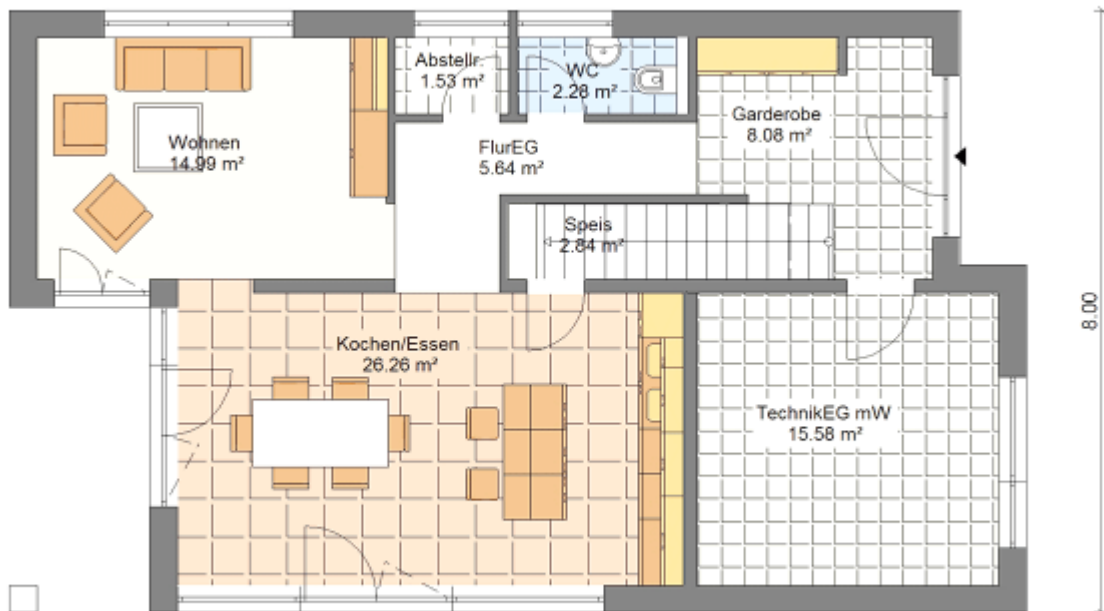 Abstellr.
1.53 m²
WC
2.28 m²
Garderobe
8.08 m²
Wohnen
14.99 m²
FlurEG
5.64 m²
Speis
2.84 m²
Kochen/Essen
26.26 m²
TechnikEG mW
15.58 m²
8.00